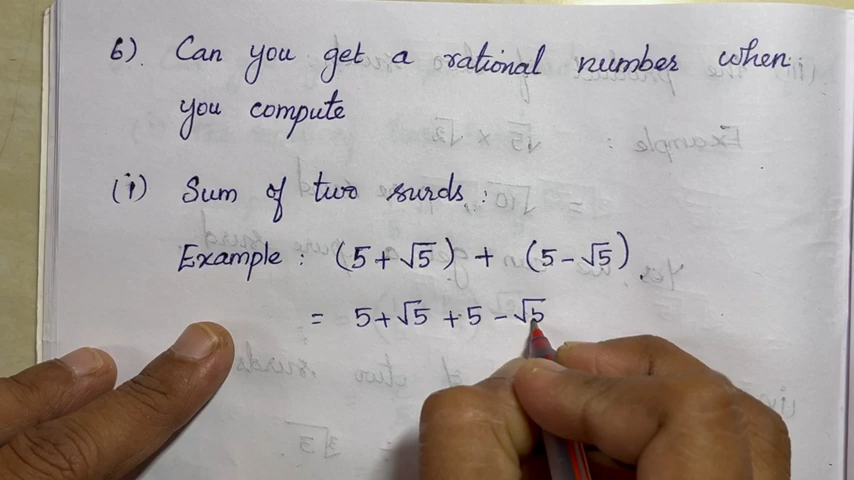 6). Can you get a rational number when
you compute
(i) Sum of two surds :
Example : (5 + √5) + (5 - √5)
= 5 + √5 + 5 - √5